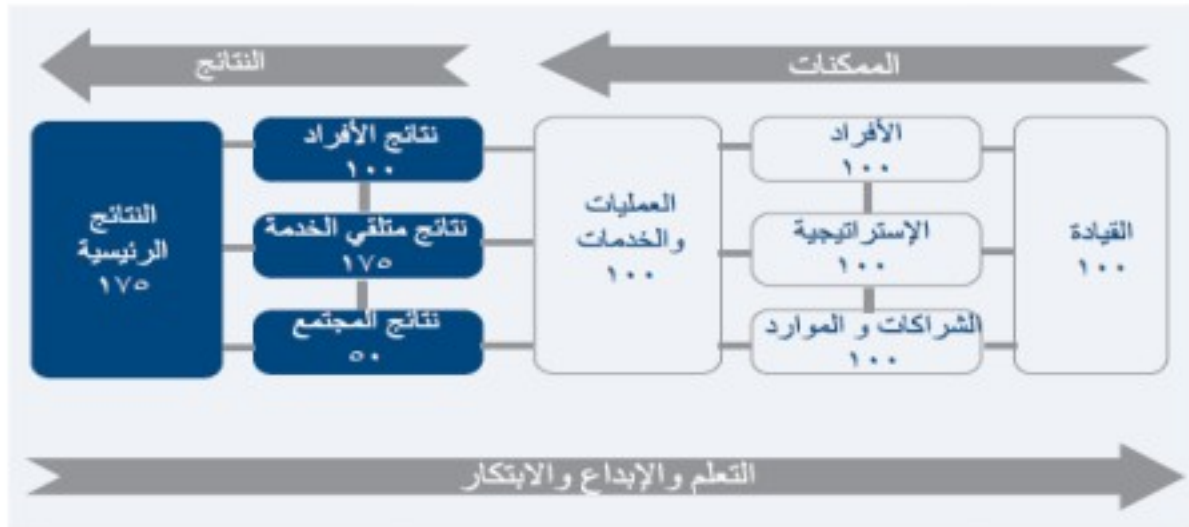 الممكنات
النتائج
القيادة
١٠٠
الأفراد
١٠٠
الإستراتيجية
١٠٠
الشراكات و الموارد
١٠٠
العمليات
والخدمات
١٠٠
نتائج الأفراد
١٠٠
نتائج متلقي الخدمة
١٧٥
نتائج المجتمع
٥٠
النتائج
الرئيسية
١٧٥
التعلم والإبداع والابتكار